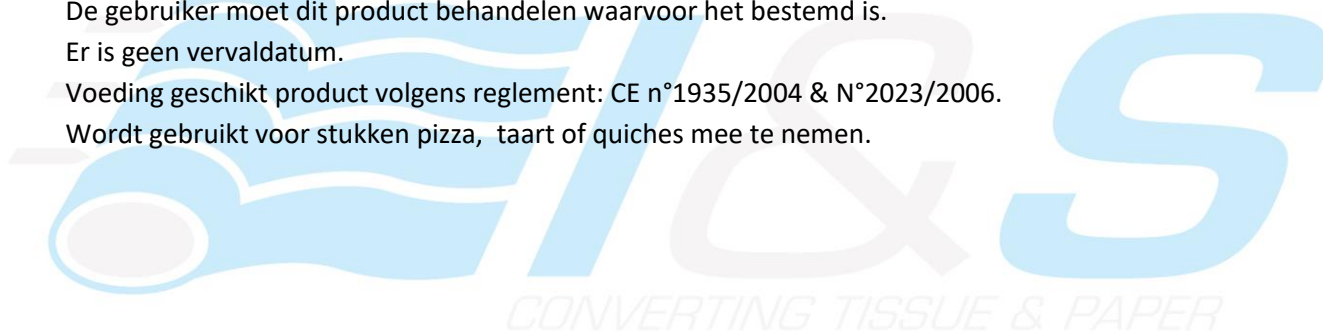 De gebruiker moet dit product behandelen waarvoor het bestemd is.
Er is geen vervaldatum.
Voeding geschikt product volgens reglement: CE n°1935/2004 & N°2023/2006.
Wordt gebruikt voor stukken pizza, taart of quiches mee te nemen.
I&S
CONVERTING TISSUE & PAPER